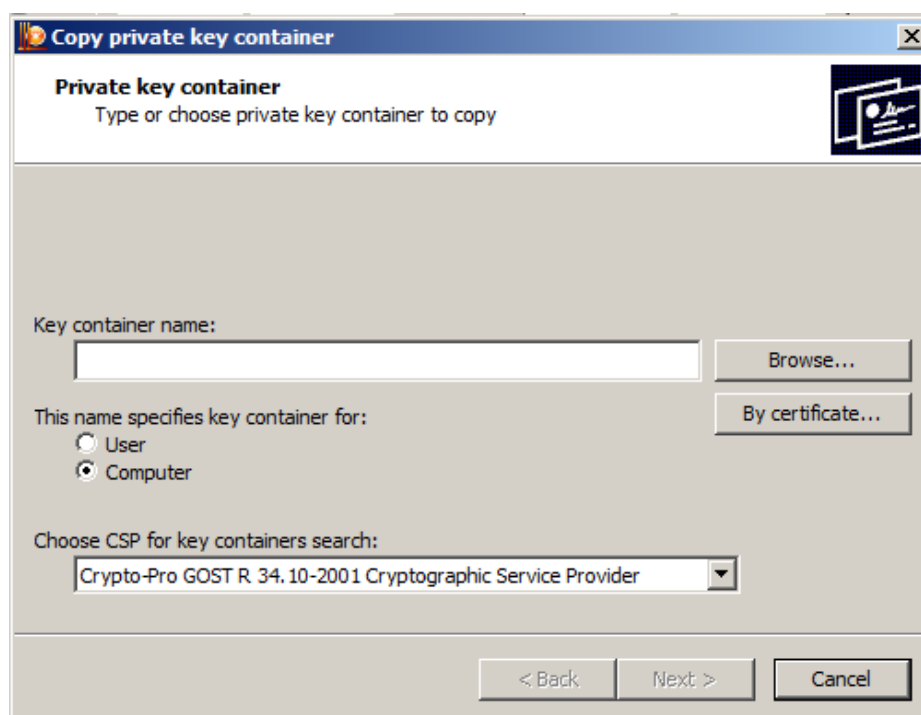 Copy private key container
Private key container
Type or choose private key container to copy
Key container name:
Browse...
This name specifies key container for:
By certificate...
User
Computer
Choose CSP for key containers search:
Crypto-Pro GOST R 34.10-2001 Cryptographic Service Provider
< Back
Next >
Cancel